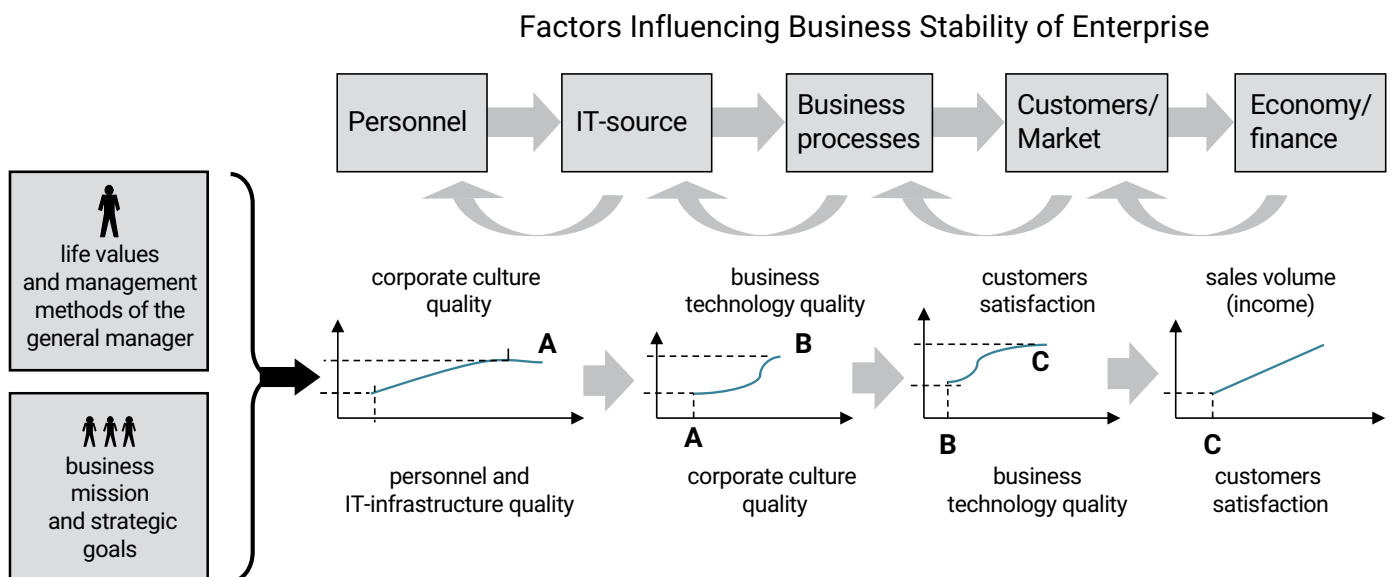 Factors Influencing Business Stability of Enterprise
Personnel
IT-source
Business
processes
Customers/
Market
Economy/
finance
life values
and management
methods of the
general manager
business
mission
and strategic
goals
corporate culture
quality
A
personnel and
IT-infrastructure quality
business
technology quality
B
A
corporate culture
quality
customers
satisfaction
C
B
business
technology quality
sales volume
(income)
C
customers
satisfaction